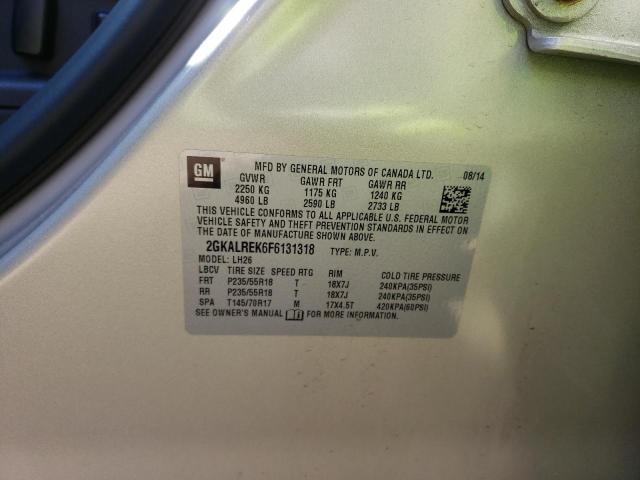 GM
MFD BY GENERAL MOTORS OF CANADA LTD. 08/14
GVWR GAWR FRT GAWR RR
2250 KG 1175 KG 1240 KG
4960 LB 2590 LB 2733 LB
THIS VEHICLE CONFORMS TO ALL APPLICABLE U.S. FEDERAL MOTOR
VEHICLE SAFETY AND THEFT PREVENTION STANDARDS IN EFFECT ON
THE DATE OF MANUFACTURE SHOWN ABOVE.
2GKALREK6F6131318 TYPE: M.P.V.
MODEL: LH26
LBCV TIRE SIZE SPEED RTG RIM COLD TIRE PRESSURE
FRT P235/55R18 T 18X7J 240KPA(35PSI)
RR P235/55R18 T 18X7J 240KPA(35PSI)
SPA T145/70R17 M 17X4.5T 420KPA(60PSI)
SEE OWNER'S MANUAL FOR MORE INFORMATION.